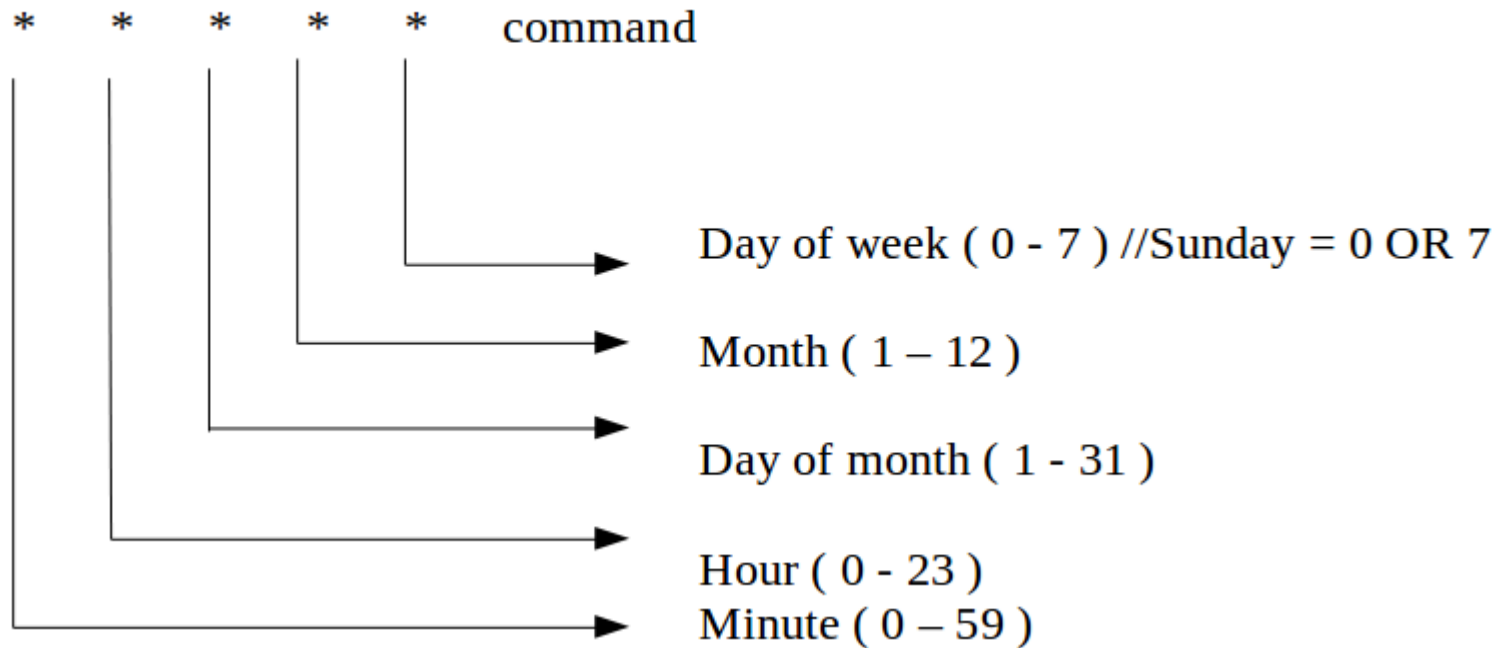 * * * * * command
Day of week ( 0 - 7 ) //Sunday = 0 OR 7
Month ( 1 – 12 )
Day of month ( 1 - 31 )
Hour ( 0 - 23 )
Minute ( 0 – 59 )